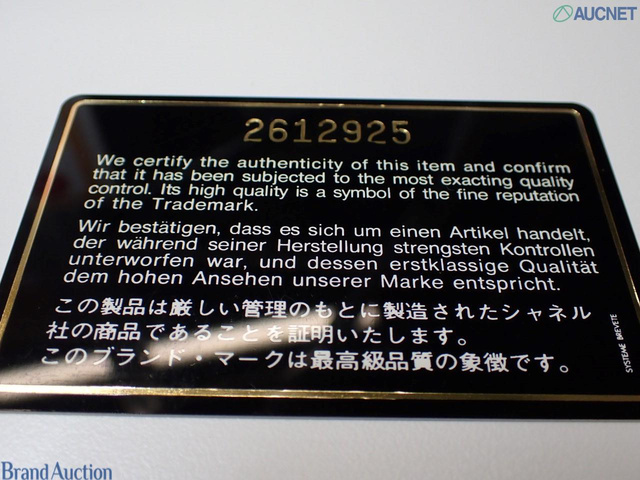 AUCNET
2612925
We certify the authenticity of this item and confirm
that it has been subjected to the most exacting quality
control. Its high quality is a symbol of the fine reputation
of the Trademark.
Wir bestätigen, dass es sich um einen Artikel handelt,
der während seiner Herstellung strengsten Kontrollen
unterworfen war, und dessen erstklassige Qualität
dem hohen Ansehen unserer Marke entspricht.
この製品は厳しい管理のもとに製造されたシャネル
社の商品であることを証明いたします。
このブランド・マークは最高級品質の象徴です。
SYSTEME BREVETE
Brand Auction